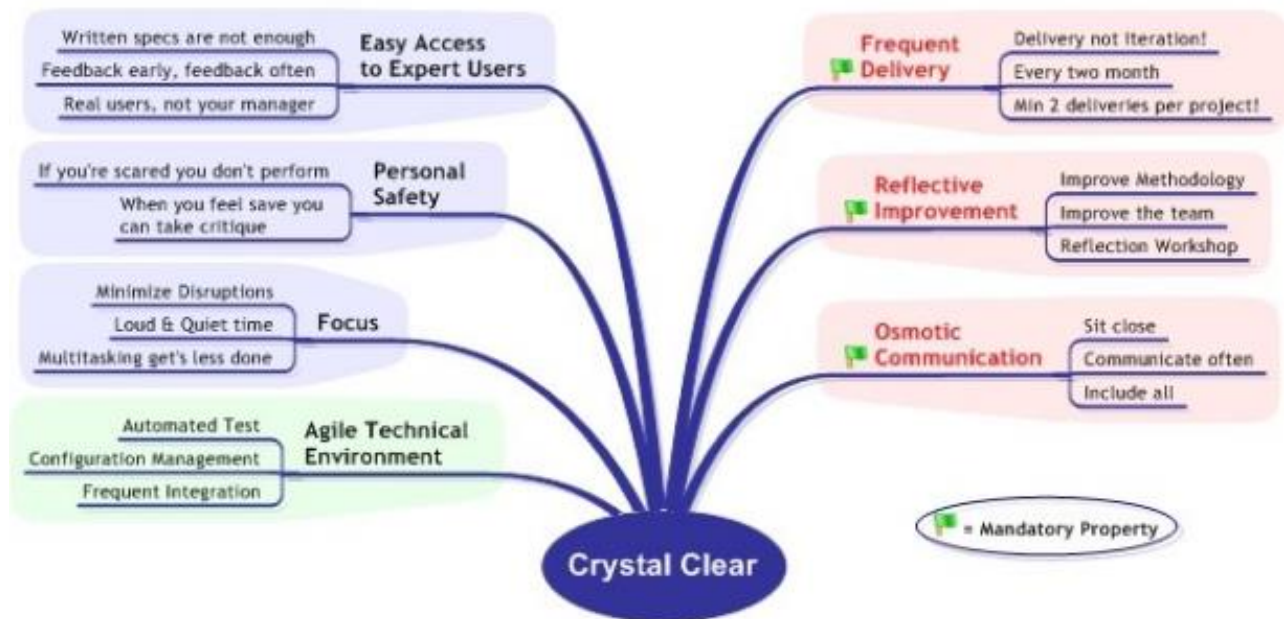 Written specs are not enough
Feedback early, feedback often
Real users, not your manager
Easy Access
to Expert Users
If you're scared you don't perform
When you feel save you
can take critique
Personal
Safety
Minimize Disruptions
Loud & Quiet time
Multitasking get's less done
Focus
Automated Test
Configuration Management
Frequent Integration
Agile Technical
Environment
Frequent
Delivery
Delivery not iteration!
Every two month
Min 2 deliveries per project!
Reflective
Improvement
Improve Methodology
Improve the team
Reflection Workshop
Osmotic
Communication
Sit close
Communicate often
Include all
= Mandatory Property
Crystal Clear